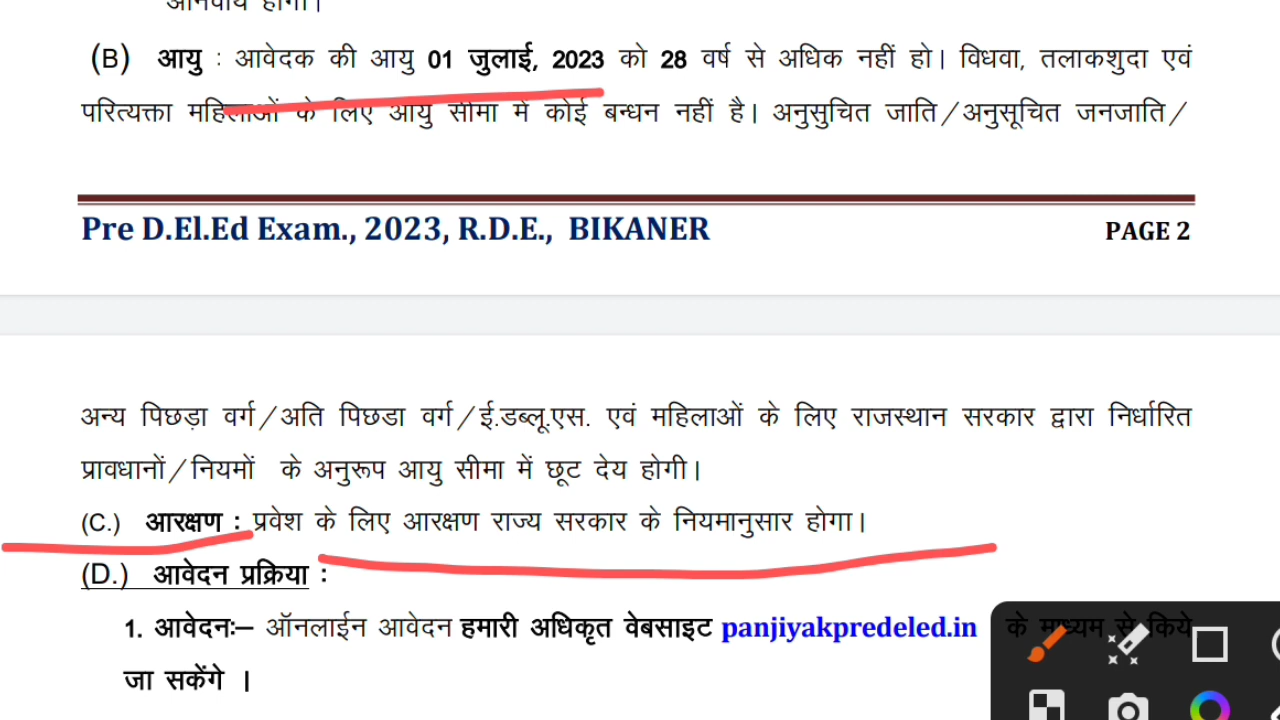 अनिवार्य होगी।
(B) आयु : आवेदक की आयु 01 जुलाई, 2023 को 28 वर्ष से अधिक नहीं हो। विधवा, तलाकशुदा एवं
परित्यक्ता महिलाओं के लिए आयु सीमा में कोई बन्धन नहीं है। अनुसुचित जाति/अनुसूचित जनजाति/
Pre D.El.Ed Exam., 2023, R.D.E., BIKANER PAGE 2
अन्य पिछड़ा वर्ग/अति पिछडा वर्ग/ई.डब्लू.एस. एवं महिलाओं के लिए राजस्थान सरकार द्वारा निर्धारित
प्रावधानों/नियमों के अनुरूप आयु सीमा में छूट देय होगी।
(C.) आरक्षण : प्रवेश के लिए आरक्षण राज्य सरकार के नियमानुसार होगा।
(D.) आवेदन प्रक्रिया :
1. आवेदनः– ऑनलाईन आवेदन हमारी अधिकृत वेबसाइट panjiyakpredeled.in के माध्यम से किये
जा सकेंगे ।